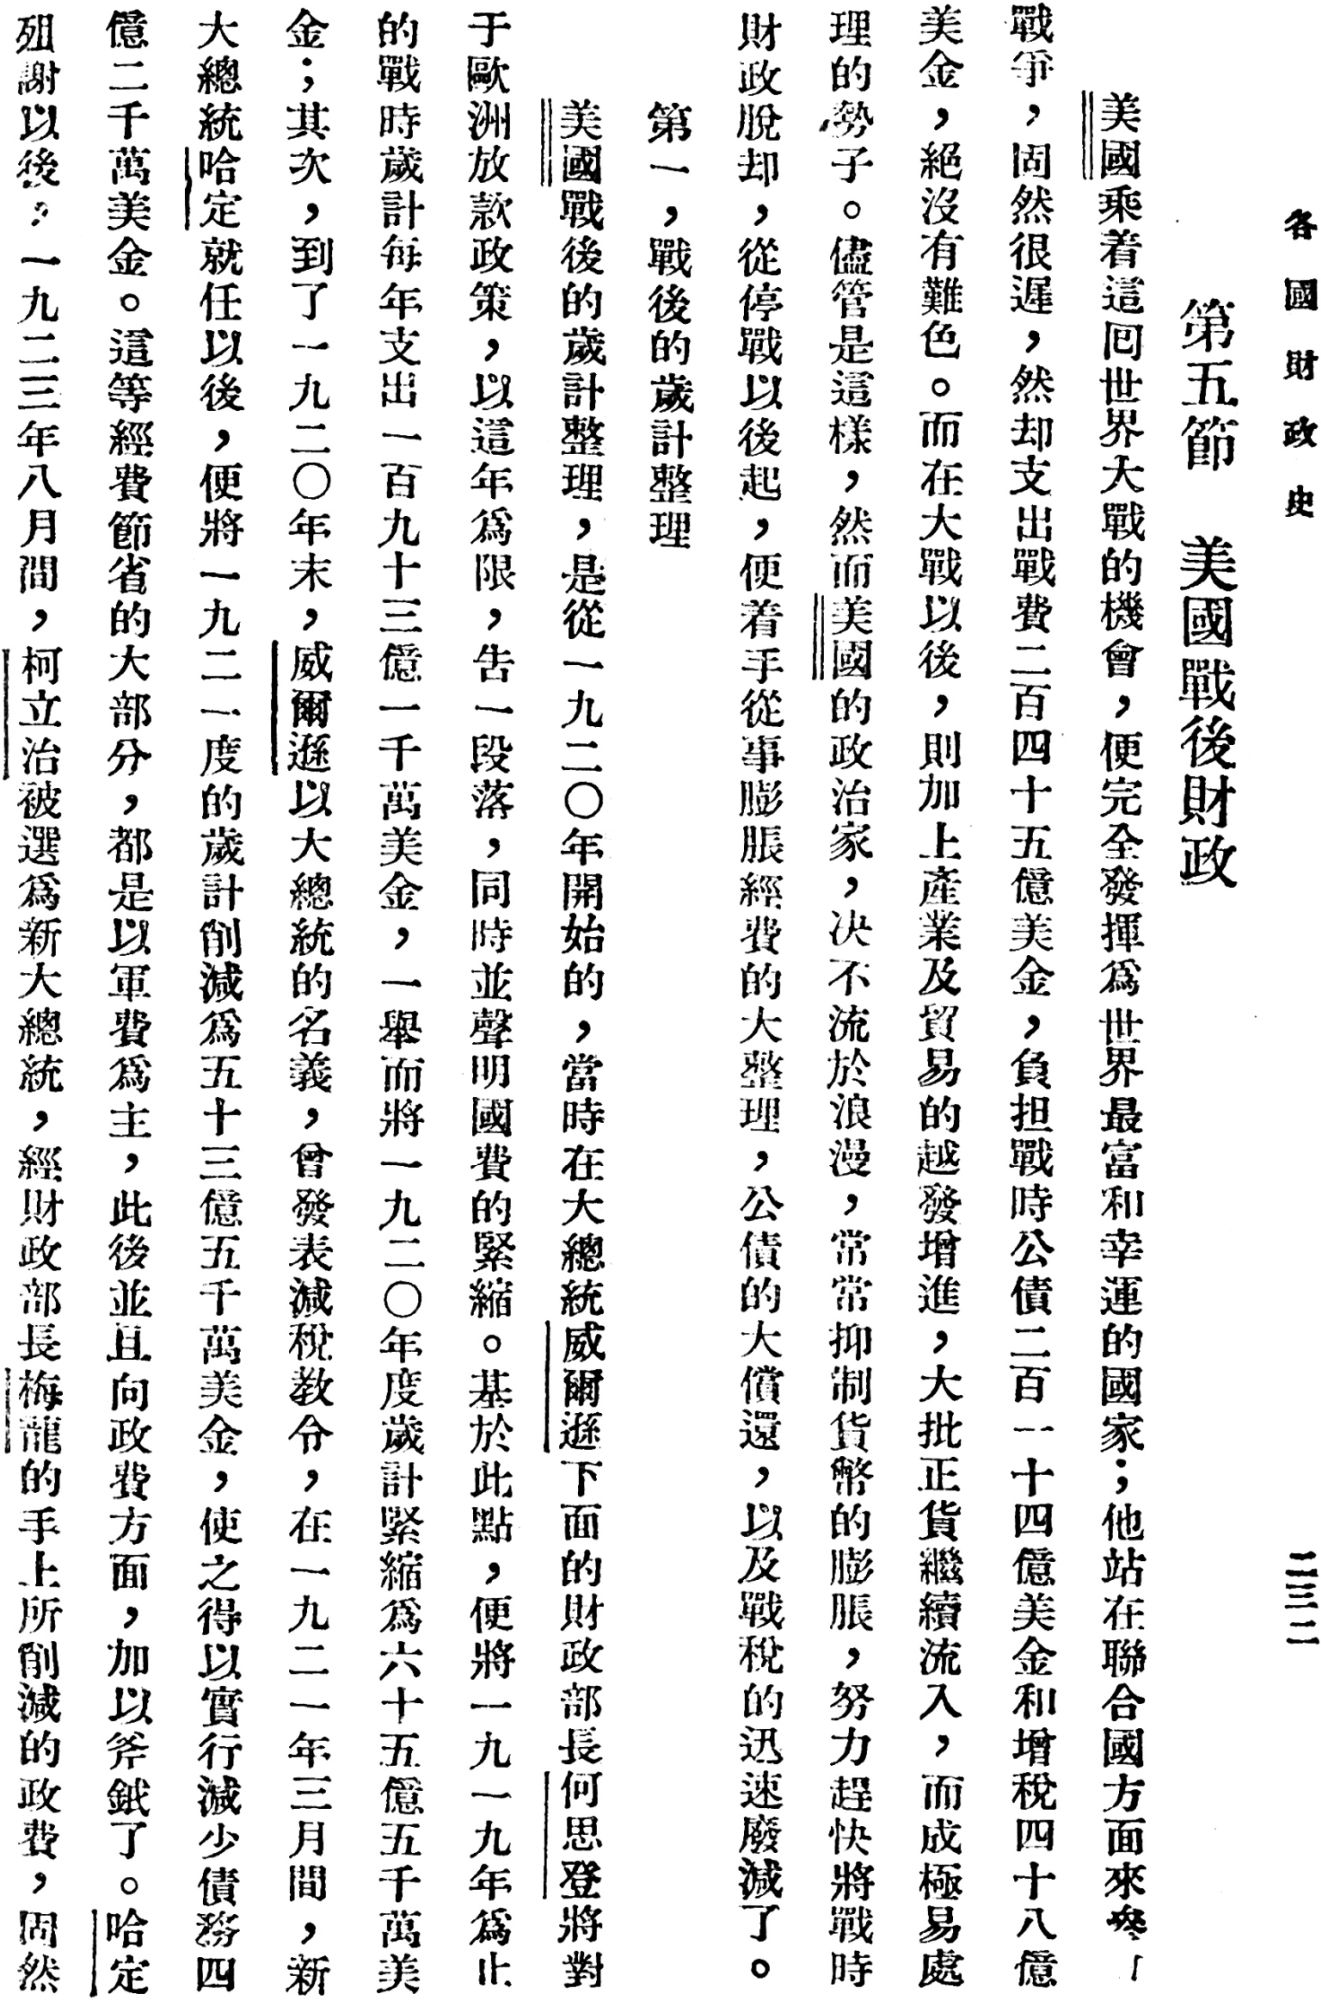 各國財政史
二三二
第五節　美國戰後財政
美國乘着這囘世界大戰的機會，便完全發揮爲世界最富和幸運的國家；他站在聯合國方面來參
戰爭，固然很遲，然却支出戰費二百四十五億美金，負担戰時公債二百一十四億美金和增稅四十八億
美金，絕沒有難色。而在大戰以後，則加上產業及貿易的越發增進，大批正貨繼續流入，而成極易處
理的勢子。儘管是這樣，然而美國的政治家，决不流於浪漫，常常抑制貨幣的膨脹，努力趕快將戰時
財政脫却，從停戰以後起，便着手從事膨脹經費的大整理，公債的大償還，以及戰稅的迅速廢減了。
第一，戰後的歲計整理
美國戰後的歲計整理，是從一九二〇年開始的，當時在大總統威爾遜下面的財政部長何思登將對
于歐洲放款政策，以這年爲限，告一段落，同時並聲明國費的緊縮。基於此點，便將一九一九年爲止
的戰時歲計每年支出一百九十三億一千萬美金，一舉而將一九二〇年度歲計緊縮爲六十五億五千萬美
金；其次，到了一九二〇年末，威爾遜以大總統的名義，曾發表減稅教令，在一九二一年三月間，新
大總統哈定就任以後，便將一九二一度的歲計削減爲五十三億五千萬美金，使之得以實行減少債務四
億二千萬美金。這等經費節省的大部分，都是以軍費爲主，此後並且向政費方面，加以斧鉞了。哈定
殂謝以後，一九二三年八月間，柯立治被選爲新大總統，經財政部長梅龍的手上所削減的政費，固然